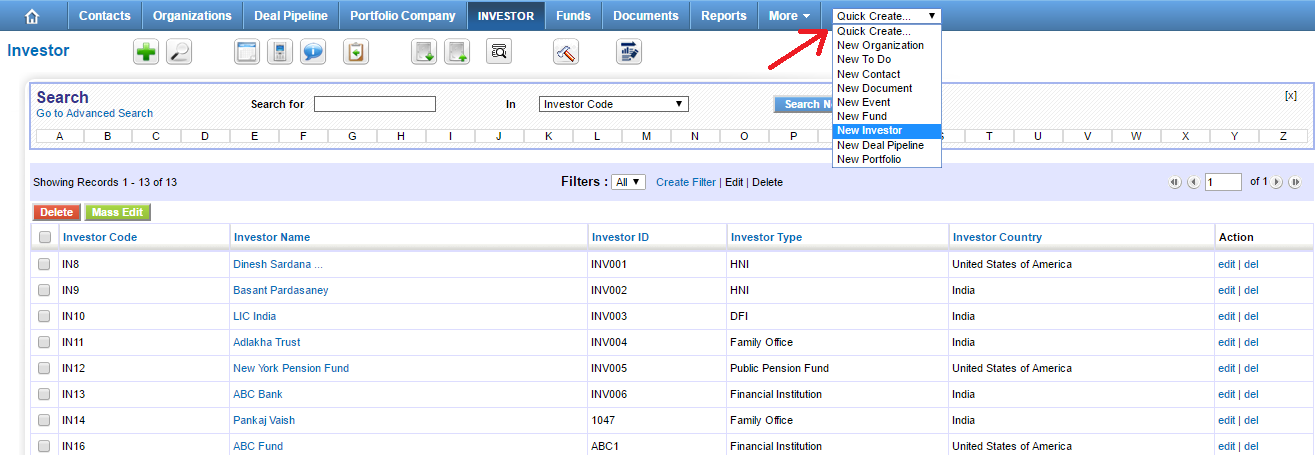 Contacts Organizations Deal Pipeline Portfolio Company INVESTOR Funds Documents Reports More Quick Create...
Investor
Quick Create...
New Organization
New To Do
New Contact
New Document
New Event
New Fund
New Investor
New Deal Pipeline
New Portfolio
Search
Go to Advanced Search
Search for In Investor Code Search
[x]
A B C D E F G H I J K L M N O P S T U V W X Y Z
Showing Records 1 - 13 of 13 Filters : All Create Filter | Edit | Delete 1 of 1
Delete Mass Edit
Investor Code Investor Name Investor ID Investor Type Investor Country Action
IN8 Dinesh Sardana ... INV001 HNI United States of America edit | del
IN9 Basant Pardasaney INV002 HNI India edit | del
IN10 LIC India INV003 DFI India edit | del
IN11 Adlakha Trust INV004 Family Office India edit | del
IN12 New York Pension Fund INV005 Public Pension Fund United States of America edit | del
IN13 ABC Bank INV006 Financial Institution India edit | del
IN14 Pankaj Vaish 1047 Family Office India edit | del
IN16 ABC Fund ABC1 Financial Institution United States of America edit | del